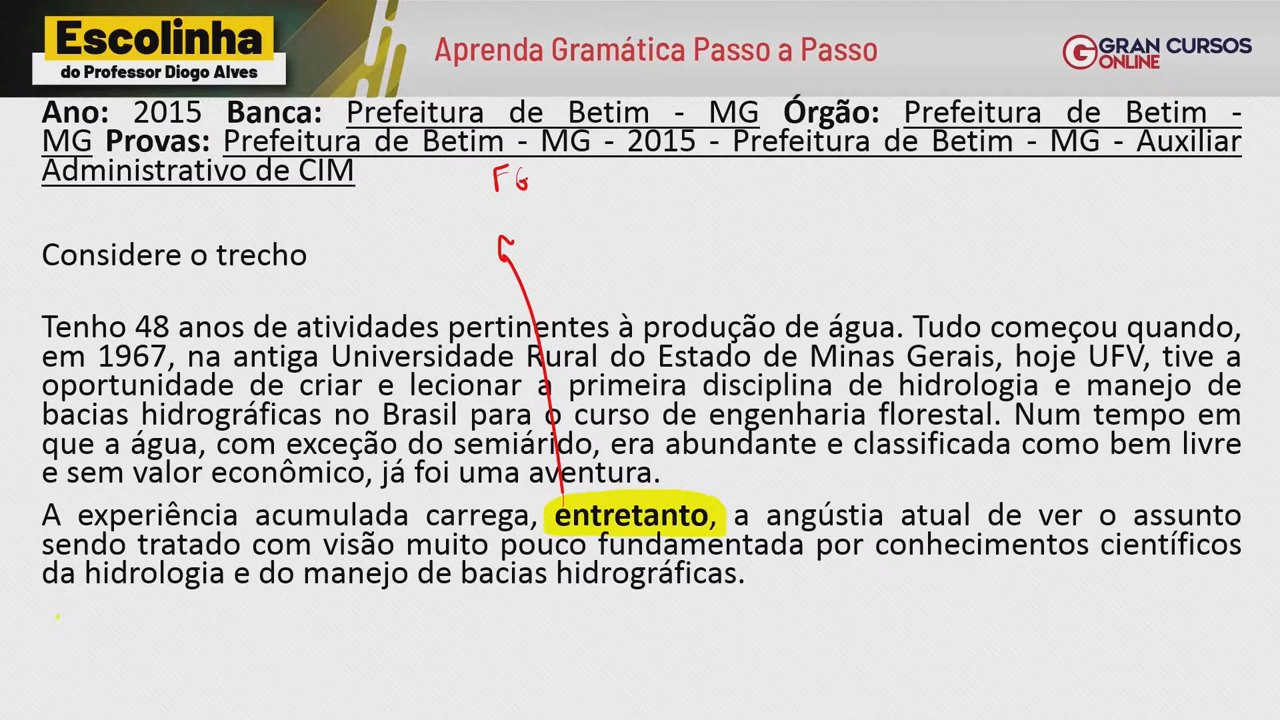 Escolinha
do Professor Diogo Alves
Aprenda Gramática Passo a Passo
GRAN CURSOS
ONLINE
Ano: 2015 Banca: Prefeitura de Betim - MG Órgão: Prefeitura de Betim -
MG Provas: Prefeitura de Betim - MG - 2015 - Prefeitura de Betim - MG - Auxiliar
Administrativo de CIM
FG
Considere o trecho
Tenho 48 anos de atividades pertinentes à produção de água. Tudo começou quando,
em 1967, na antiga Universidade Rural do Estado de Minas Gerais, hoje UFV, tive a
oportunidade de criar e lecionar a primeira disciplina de hidrologia e manejo de
bacias hidrográficas no Brasil para o curso de engenharia florestal. Num tempo em
que a água, com exceção do semiárido, era abundante e classificada como bem livre
e sem valor econômico, já foi uma aventura.
A experiência acumulada carrega, entretanto, a angústia atual de ver o assunto
sendo tratado com visão muito pouco fundamentada por conhecimentos científicos
da hidrologia e do manejo de bacias hidrográficas.